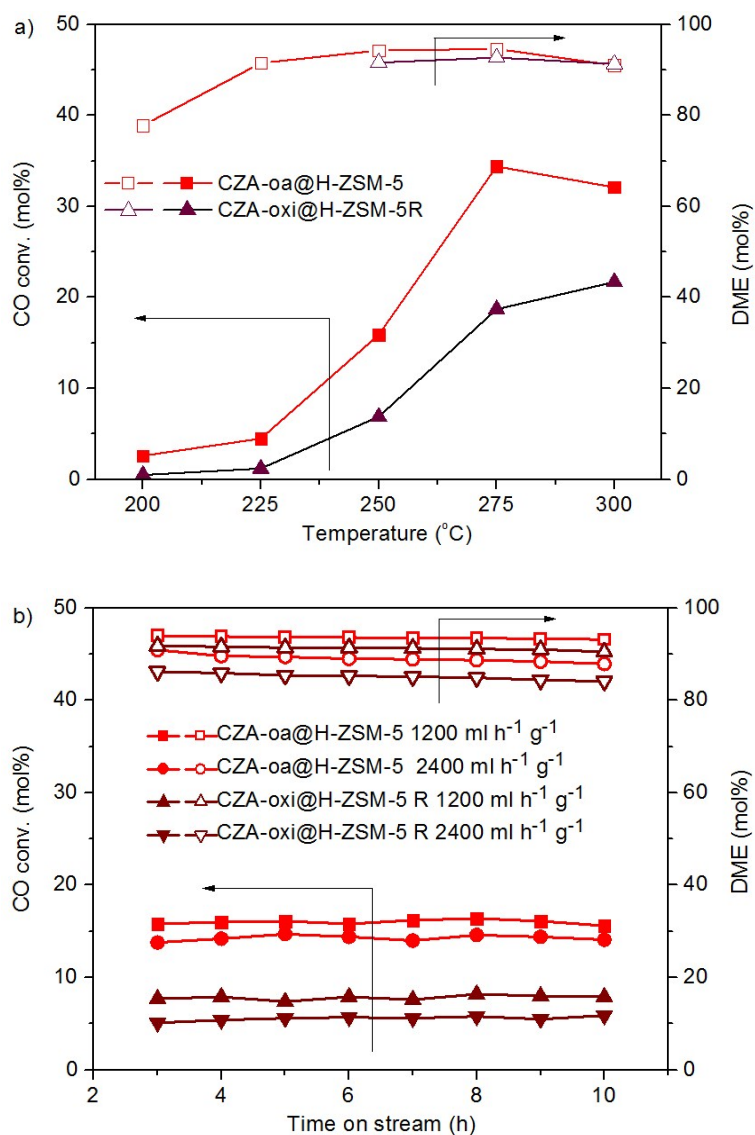 a)
50
40
30
20
10
0
CO conv. (mol%)
100
80
60
40
20
0
DME (mol%)
CZA-oa@H-ZSM-5
CZA-oxi@H-ZSM-5R
200 225 250 275 300
Temperature (°C)
b)
50
40
30
20
10
0
CO conv. (mol%)
100
80
60
40
20
0
DME (mol%)
CZA-oa@H-ZSM-5 1200 ml h⁻¹ g⁻¹
CZA-oa@H-ZSM-5 2400 ml h⁻¹ g⁻¹
CZA-oxi@H-ZSM-5 R 1200 ml h⁻¹ g⁻¹
CZA-oxi@H-ZSM-5 R 2400 ml h⁻¹ g⁻¹
2 3 4 5 6 7 8 9 10
Time on stream (h)